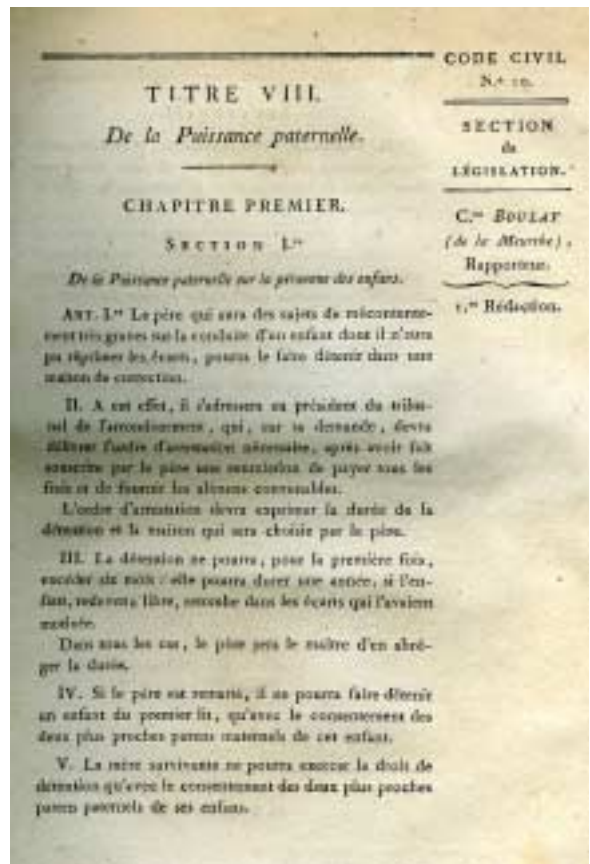 TITRE VIII.
De la Puissance paternelle.
CHAPITRE PREMIER.
SECTION I.re
De la Puissance paternelle sur la personne des enfans.
ART. I.er Le père qui aura des sujets de mécontente-
ment très graves sur la conduite d'un enfant dont il n'aura
pu réprimer les écarts, pourra le faire détenir dans une
maison de correction.
II. A cet effet, il s'adressera au président du tribu-
nal de l'arrondissement, qui, sur sa demande, devra
délivrer l'ordre d'arrestation nécessaire, après avoir fait
souscrire par le père une soumission de payer tous les
frais et de fournir les alimens convenables.
L'ordre d'arrestation devra exprimer la durée de la
détention et la maison qui sera choisie par le père.
III. La détention ne pourra, pour la première fois,
excéder six mois : elle pourra durer une année, si l'en-
fant, redevenu libre, retombe dans les écarts qui l'avaient
motivée.
Dans tous les cas, le père sera le maître d'en abré-
ger la durée.
IV. Si le père est remarié, il ne pourra faire détenir
un enfant du premier lit, qu'avec le consentement des
deux plus proches parens maternels de cet enfant.
V. La mère survivante ne pourra exercer le droit de
détention qu'avec le consentement des deux plus proches
parens paternels de ses enfans.
CODE CIVIL
N.o 10.
SECTION
de
LÉGISLATION.
C.en BOULAY
(de la Meurthe),
Rapporteur.
1.re Rédaction.